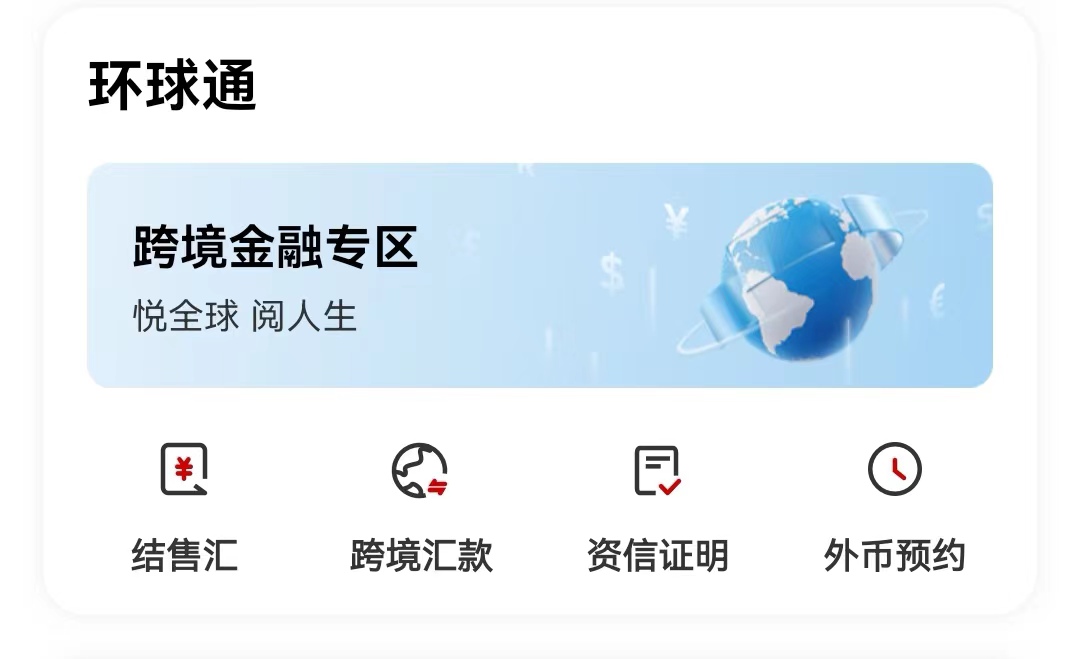 环球通
跨境金融专区
悦全球 阅人生
结售汇
跨境汇款
资信证明
外币预约